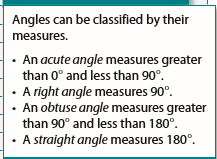 Angles can be classified by their
measures.
• An acute angle measures greater
than 0° and less than 90°.
• A right angle measures 90°.
• An obtuse angle measures greater
than 90° and less than 180°.
• A straight angle measures 180°.